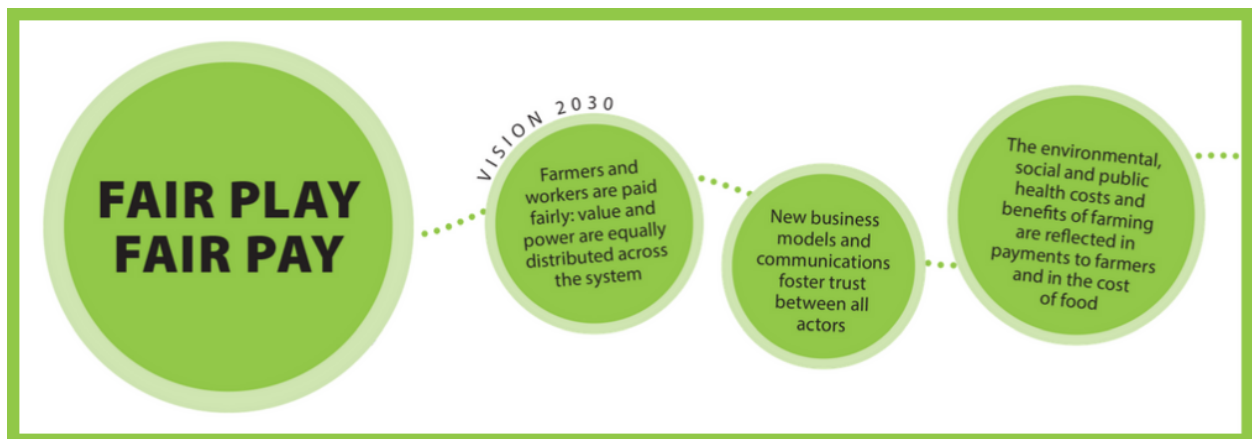 FAIR PLAY
FAIR PAY
VISION 2030
Farmers and
workers are paid
fairly: value and
power are equally
distributed across
the system
New business
models and
communications
foster trust
between all
actors
The environmental,
social and public
health costs and
benefits of farming
are reflected in
payments to farmers
and in the cost
of food